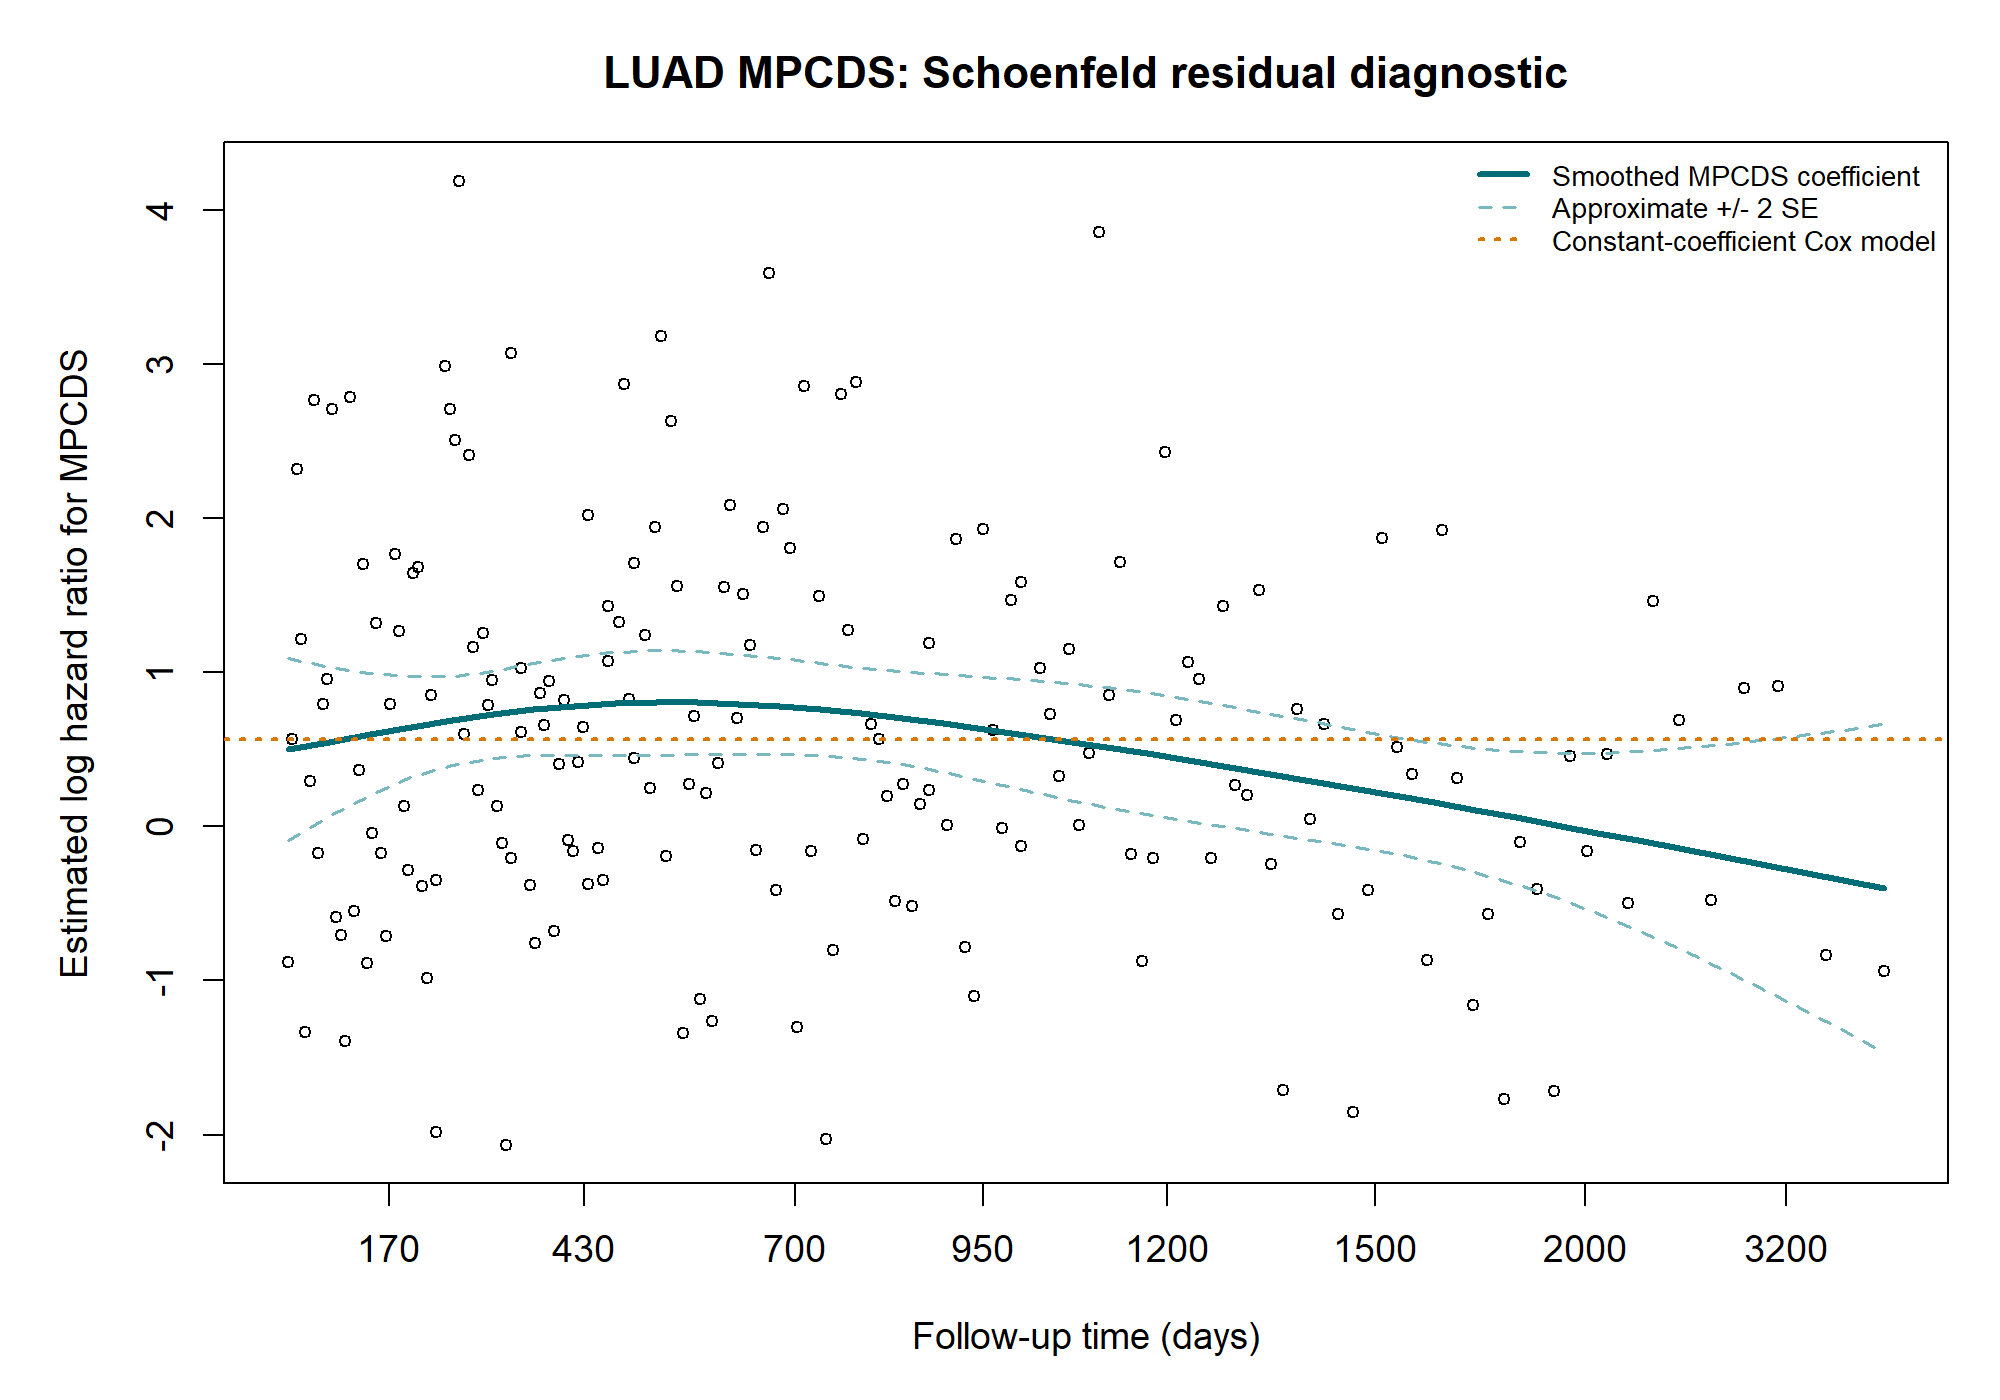 LUAD MPCDS: Schoenfeld residual diagnostic
Smoothed MPCDS coefficient
Approximate +/- 2 SE
Constant-coefficient Cox model
Estimated log hazard ratio for MPCDS
4
3
2
1
0
-1
-2
170 430 700 950 1200 1500 2000 3200
Follow-up time (days)